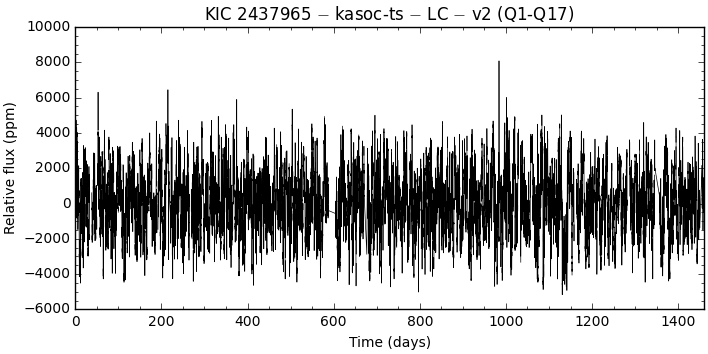 KIC 2437965 − kasoc-ts − LC − v2 (Q1-Q17)
10000
8000
6000
4000
2000
0
−2000
−4000
−6000
Relative flux (ppm)
0 200 400 600 800 1000 1200 1400
Time (days)